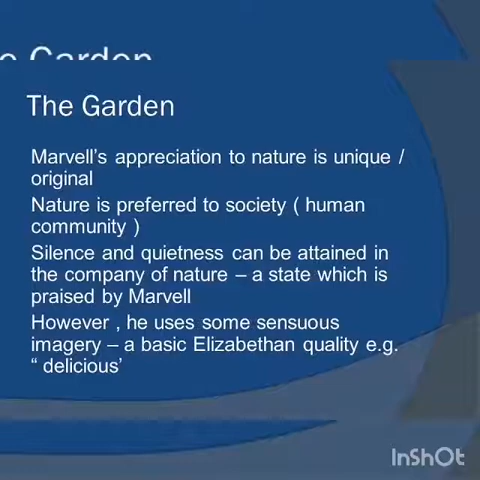 e Garden
The Garden
Marvell's appreciation to nature is unique /
original
Nature is preferred to society ( human
community )
Silence and quietness can be attained in
the company of nature – a state which is
praised by Marvell
However , he uses some sensuous
imagery – a basic Elizabethan quality e.g.
“ delicious’
InShOt